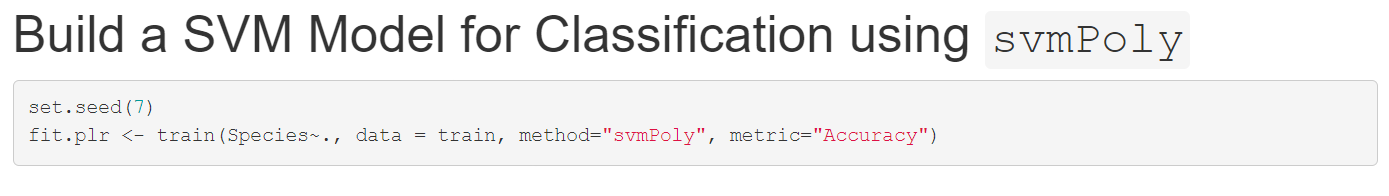 Build a SVM Model for Classification using svmPoly
set.seed(7)
fit.plr <- train(Species~., data = train, method="svmPoly", metric="Accuracy")